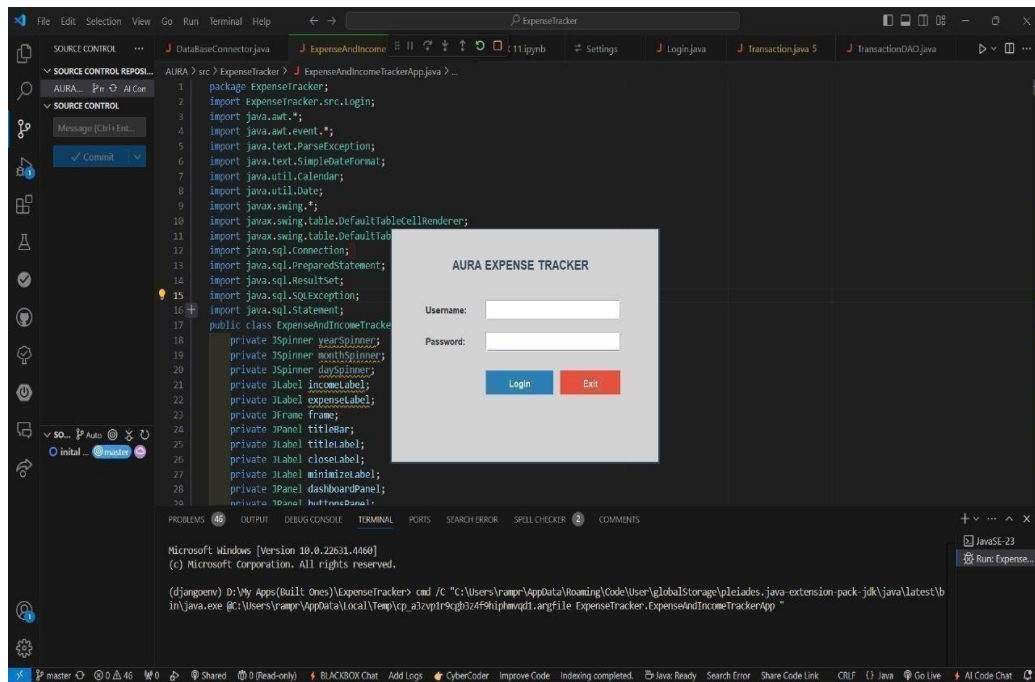 File Edit Selection View Go Run Terminal Help
ExpenseTracker
SOURCE CONTROL
DataBaseConnector.java
ExpenseAndIncome
11.ipynb
Settings
Login.java
Transaction.java 5
TransactionDAO.java
SOURCE CONTROL REPOSI...
AURA...
SOURCE CONTROL
Message (Ctrl+Ent...
Commit
AURA > src > ExpenseTracker > ExpenseAndIncomeTrackerApp.java > ...
1 package ExpenseTracker;
2 import ExpenseTracker.src.Login;
3 import java.awt.*;
4 import java.awt.event.*;
5 import java.text.ParseException;
6 import java.text.SimpleDateFormat;
7 import java.util.Calendar;
8 import java.util.Date;
9 import javax.swing.*;
10 import javax.swing.table.DefaultTableCellRenderer;
11 import javax.swing.table.DefaultTab
12 import java.sql.Connection;
13 import java.sql.PreparedStatement;
14 import java.sql.ResultSet;
15 import java.sql.SQLException;
16 import java.sql.Statement;
17 public class ExpenseAndIncomeTracke
18 private JSpinner yearSpinner;
19 private JSpinner monthSpinner;
20 private JSpinner daySpinner;
21 private JLabel incomeLabel;
22 private JLabel expenseLabel;
23 private JFrame frame;
24 private JPanel titleBar;
25 private JLabel titleLabel;
26 private JLabel closeLabel;
27 private JLabel minimizeLabel;
28 private JPanel dashboardPanel;
29 private JPanel buttonsPanel;
AURA EXPENSE TRACKER
Username:
Password:
Login
Exit
SO... Auto
inital ... master
PROBLEMS 46 OUTPUT DEBUG CONSOLE TERMINAL PORTS SEARCH ERROR SPELL CHECKER 2 COMMENTS
JavaSE-23
Run: Expense...
Microsoft Windows [Version 10.0.22631.4460]
(c) Microsoft Corporation. All rights reserved.
(djangoenv) D:\My Apps(Built Ones)\ExpenseTracker> cmd /C "C:\Users\rampr\AppData\Roaming\Code\User\globalStorage\pleiades.java-extension-pack-jdk\java\latest\b
in\java.exe @C:\Users\rampr\AppData\Local\Temp\cp_a3zvp1r9cgb3z4f9hiphmvqd1.argfile ExpenseTracker.ExpenseAndIncomeTrackerApp "
master 0 46 0 Shared 0 (Read-only) BLACKBOX Chat Add Logs CyberCoder Improve Code Indexing completed. Java: Ready Search Error Share Code Link CRLF {} Java Go Live AI Code Chat